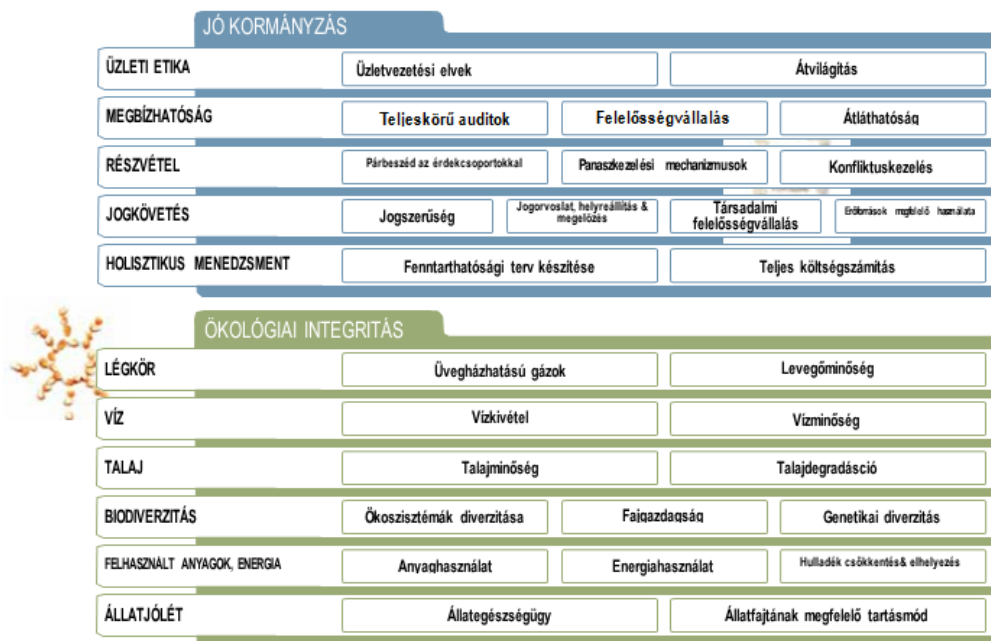 JÓ KORMÁNYZÁS
ÜZLETI ETIKA
Üzletvezetési elvek
Átvilágítás
MEGBÍZHATÓSÁG
Teljeskörű auditok
Felelősségvállalás
Átláthatóság
RÉSZVÉTEL
Párbeszéd az érdekcsoportokkal
Panaszkezelési mechanizmusok
Konfliktuskezelés
JOGKÖVETÉS
Jogszerűség
Jogorvoslat, helyreállítás &
megelőzés
Társadalmi
felelősségvállalás
Erőforrások megfelelő használata
HOLISZTIKUS MENEDZSMENT
Fenntarthatósági terv készítése
Teljes költségszámítás
ÖKOLÓGIAI INTEGRITÁS
LÉGKÖR
Üvegházhatású gázok
Levegőminőség
VÍZ
Vízkivétel
Vízminőség
TALAJ
Talajminőség
Talajdegradásció
BIODIVERZITÁS
Ökoszisztémák diverzitása
Fajgazdagság
Genetikai diverzitás
FELHASZNÁLT ANYAGOK, ENERGIA
Anyaghasználat
Energiahasználat
Hulladék csökkentés& elhelyezés
ÁLLATJÓLÉT
Állategészségügy
Állatfajtának megfelelő tartásmód